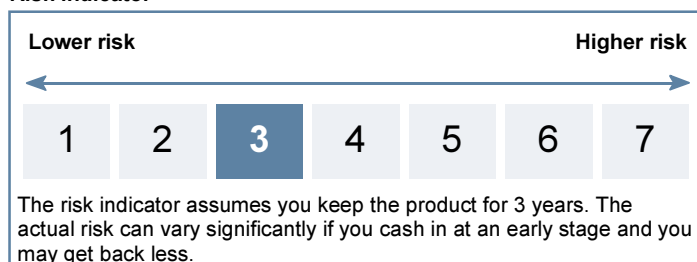 Lower risk Higher risk
1 2 3 4 5 6 7
The risk indicator assumes you keep the product for 3 years. The
actual risk can vary significantly if you cash in at an early stage and you
may get back less.